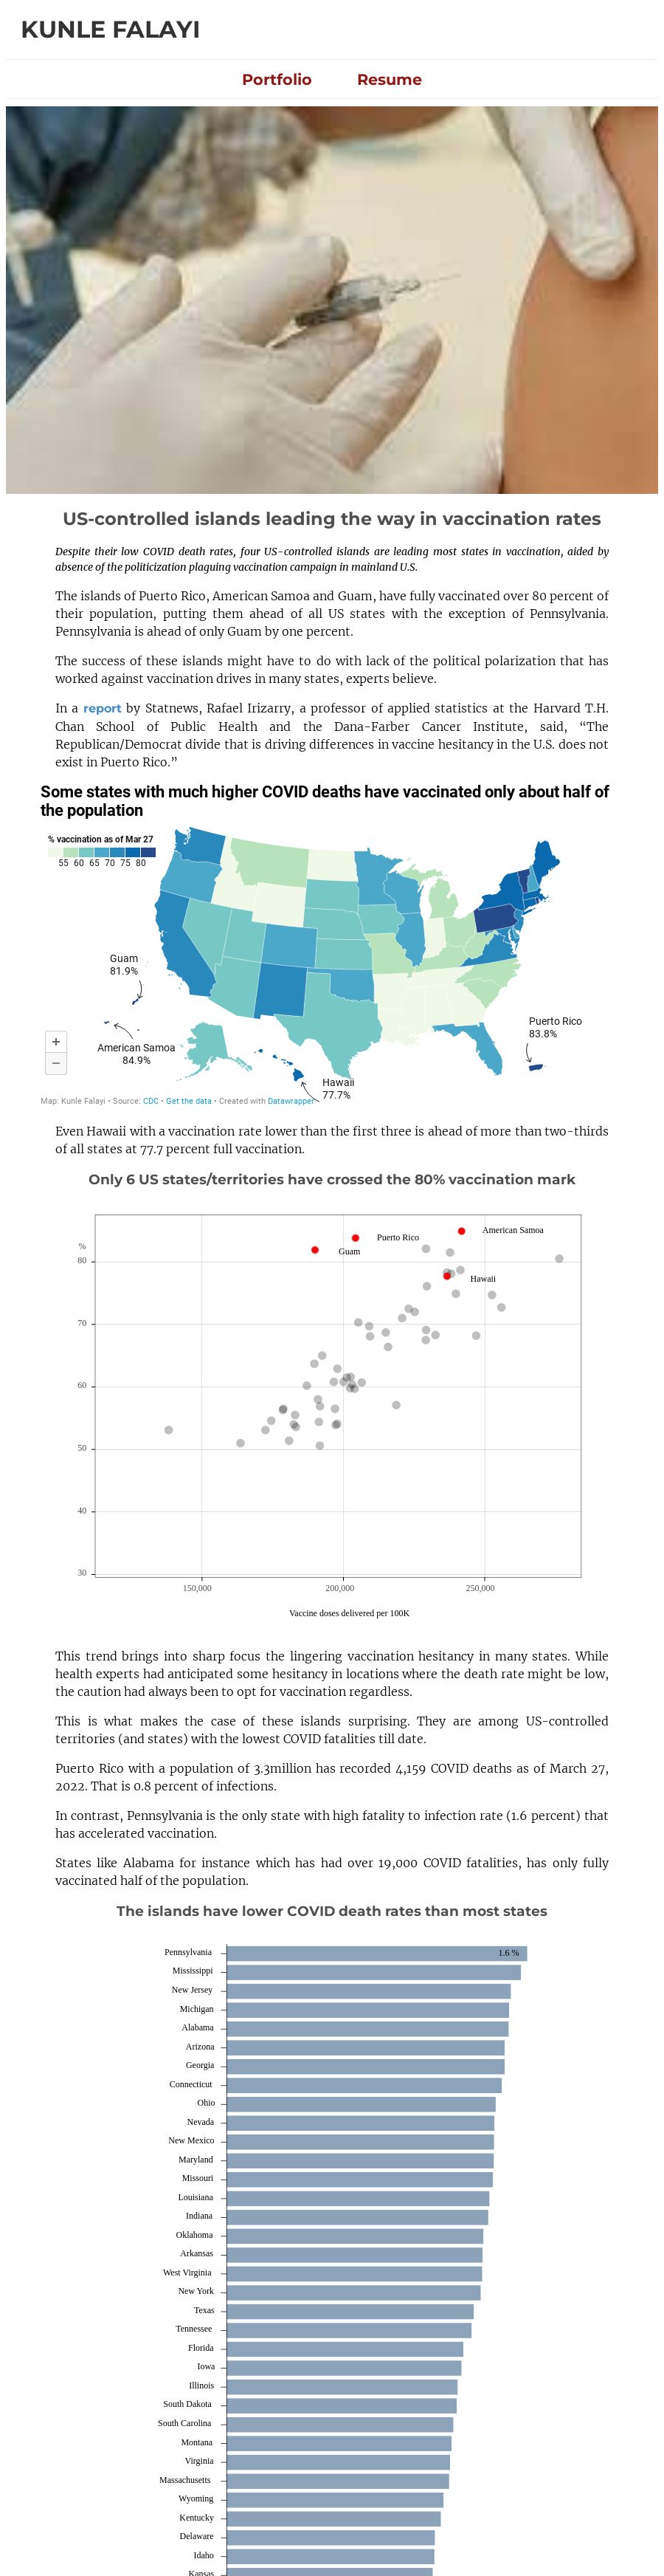 KUNLE FALAYI
Portfolio Resume
US-controlled islands leading the way in vaccination rates
Despite their low COVID death rates, four US-controlled islands are leading most states in vaccination, aided by
absence of the politicization plaguing vaccination campaign in mainland U.S.
The islands of Puerto Rico, American Samoa and Guam, have fully vaccinated over 80 percent of
their population, putting them ahead of all US states with the exception of Pennsylvania.
Pennsylvania is ahead of only Guam by one percent.
The success of these islands might have to do with lack of the political polarization that has
worked against vaccination drives in many states, experts believe.
In a report by Statnews, Rafael Irizarry, a professor of applied statistics at the Harvard T.H.
Chan School of Public Health and the Dana-Farber Cancer Institute, said, “The
Republican/Democrat divide that is driving differences in vaccine hesitancy in the U.S. does not
exist in Puerto Rico.”
Some states with much higher COVID deaths have vaccinated only about half of
the population
% vaccination as of Mar 27
55 60 65 70 75 80
Guam
81.9%
American Samoa
84.9%
Puerto Rico
83.8%
Hawaii
77.7%
+
−
Map: Kunle Falayi • Source: CDC • Get the data • Created with Datawrapper
Even Hawaii with a vaccination rate lower than the first three is ahead of more than two-thirds
of all states at 77.7 percent full vaccination.
Only 6 US states/territories have crossed the 80% vaccination mark
%
80
70
60
50
40
30
Guam
Puerto Rico
American Samoa
Hawaii
150,000 200,000 250,000
Vaccine doses delivered per 100K
This trend brings into sharp focus the lingering vaccination hesitancy in many states. While
health experts had anticipated some hesitancy in locations where the death rate might be low,
the caution had always been to opt for vaccination regardless.
This is what makes the case of these islands surprising. They are among US-controlled
territories (and states) with the lowest COVID fatalities till date.
Puerto Rico with a population of 3.3million has recorded 4,159 COVID deaths as of March 27,
2022. That is 0.8 percent of infections.
In contrast, Pennsylvania is the only state with high fatality to infection rate (1.6 percent) that
has accelerated vaccination.
States like Alabama for instance which has had over 19,000 COVID fatalities, has only fully
vaccinated half of the population.
The islands have lower COVID death rates than most states
Pennsylvania 1.6 %
Mississippi
New Jersey
Michigan
Alabama
Arizona
Georgia
Connecticut
Ohio
Nevada
New Mexico
Maryland
Missouri
Louisiana
Indiana
Oklahoma
Arkansas
West Virginia
New York
Texas
Tennessee
Florida
Iowa
Illinois
South Dakota
South Carolina
Montana
Virginia
Massachusetts
Wyoming
Kentucky
Delaware
Idaho
Kansas